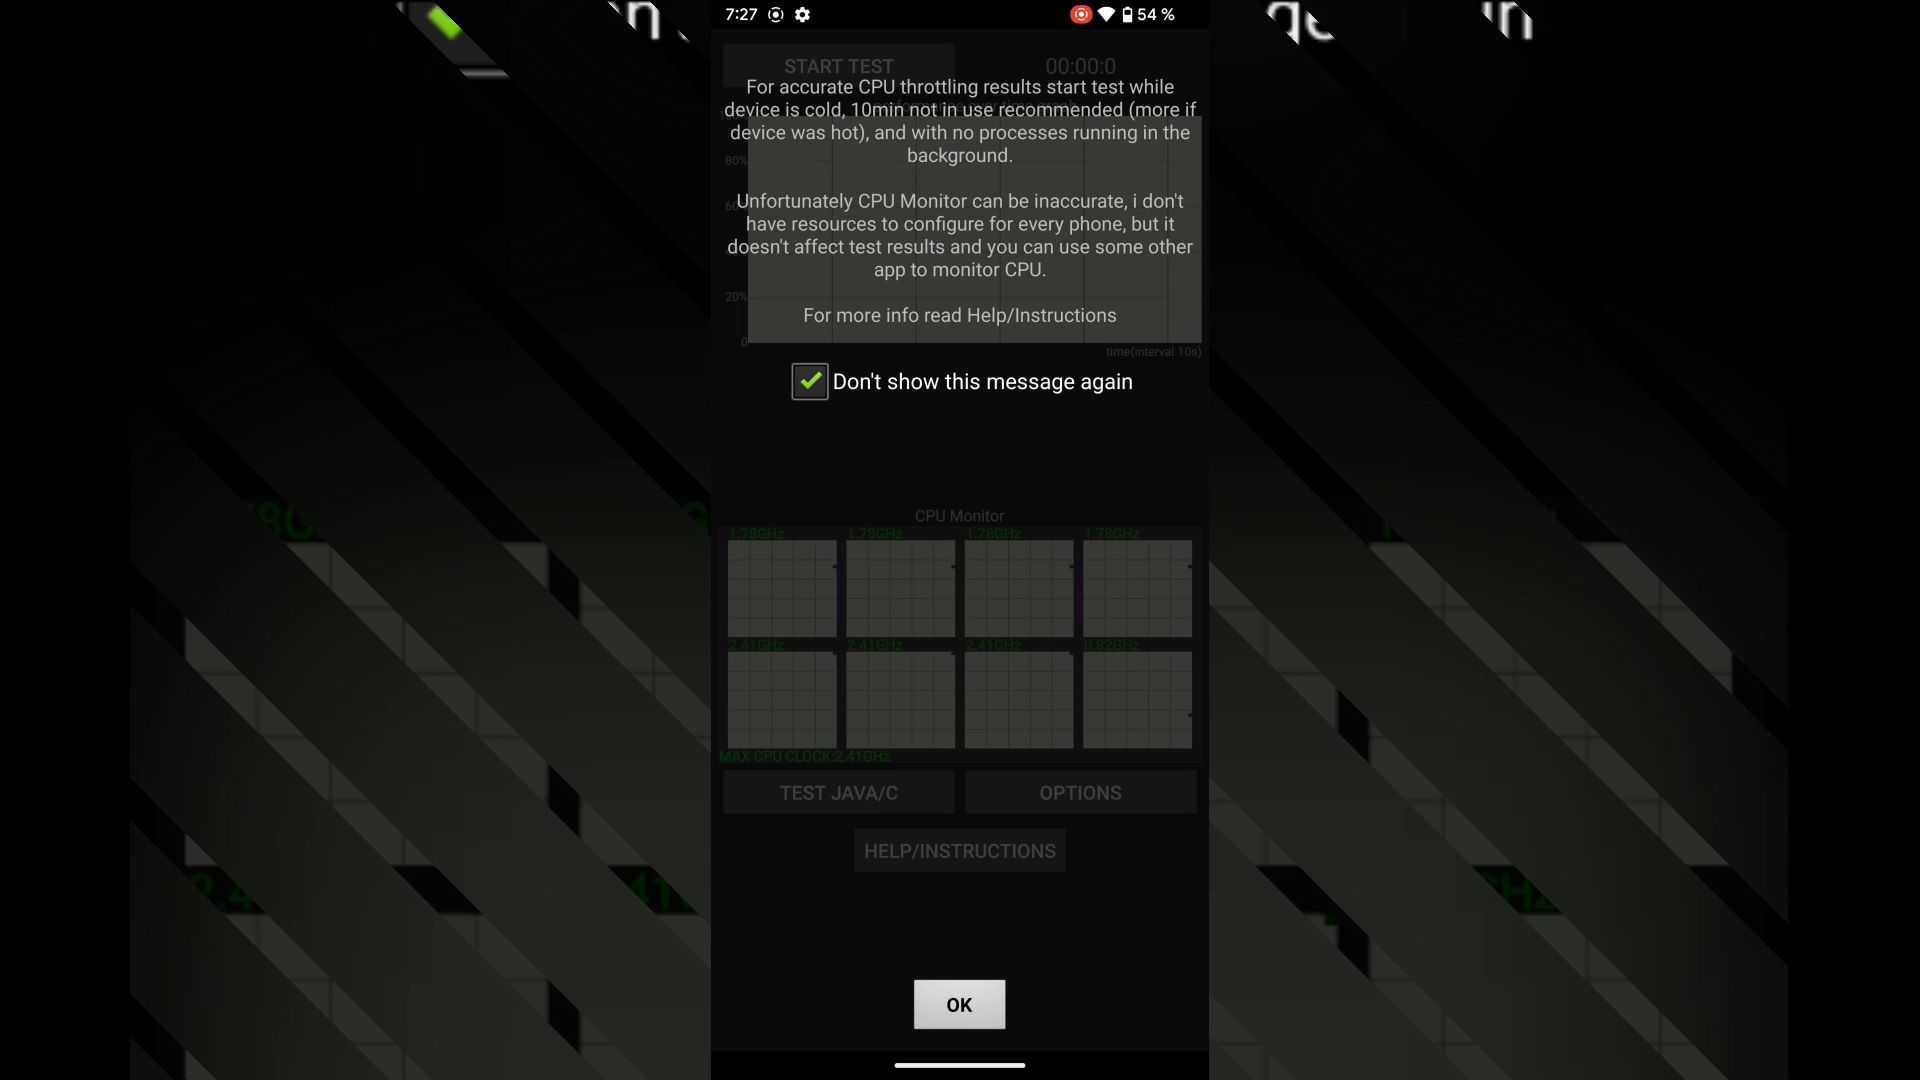 7:27
54 %
START TEST
00:00:0
For accurate CPU throttling results start test while
device is cold, 10min not in use recommended (more if
device was hot), and with no processes running in the
background.
80%
Unfortunately CPU Monitor can be inaccurate, i don't
have resources to configure for every phone, but it
doesn't affect test results and you can use some other
app to monitor CPU.
20%
For more info read Help/Instructions
0
time(interval 10s)
Don't show this message again
CPU Monitor
1.78GHz 1.78GHz 1.78GHz 1.78GHz
2.41GHz 2.41GHz 2.41GHz 0.82GHz
MAX CPU CLOCK:2.41GHz
TEST JAVA/C
OPTIONS
HELP/INSTRUCTIONS
OK